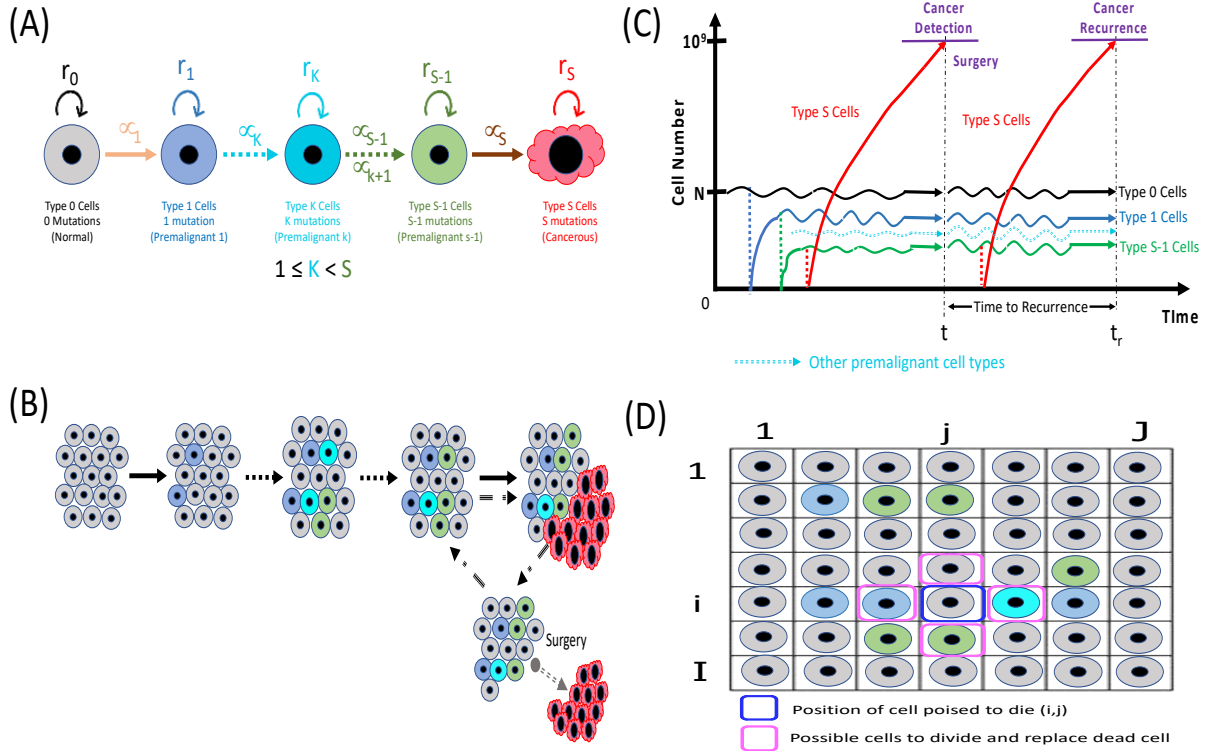 (A)
r0
r1
rK
rS-1
rS
∝1
∝K
∝S-1
∝k+1
∝S
Type 0 Cells
0 Mutations
(Normal)
Type 1 Cells
1 mutation
(Premalignant 1)
Type K Cells
K mutations
(Premalignant k)
Type S-1 Cells
S-1 mutations
(Premalignant s-1)
Type S Cells
S mutations
(Cancerous)
1 ≤ K < S
(B)
Surgery
(C)
Cancer
Detection
Cancer
Recurrence
10^9
Surgery
Type S Cells
Type S Cells
Cell Number
N
Type 0 Cells
Type 1 Cells
Type S-1 Cells
0
Time to Recurrence
TIme
t
tr
Other premalignant cell types
(D)
1
j
J
1
i
I
Position of cell poised to die (i,j)
Possible cells to divide and replace dead cell